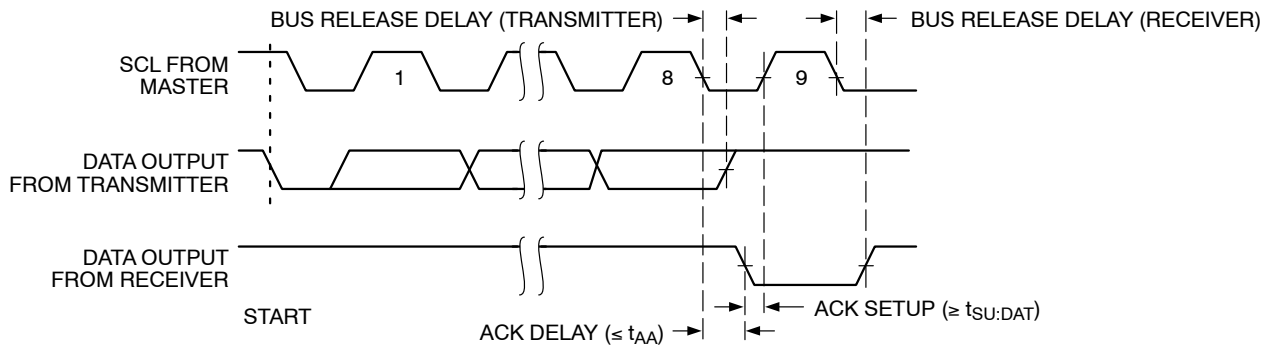 BUS RELEASE DELAY (TRANSMITTER)
BUS RELEASE DELAY (RECEIVER)
SCL FROM
MASTER
1
8
9
DATA OUTPUT
FROM TRANSMITTER
DATA OUTPUT
FROM RECEIVER
START
ACK SETUP (≥ tSU:DAT)
ACK DELAY (≤ tAA)